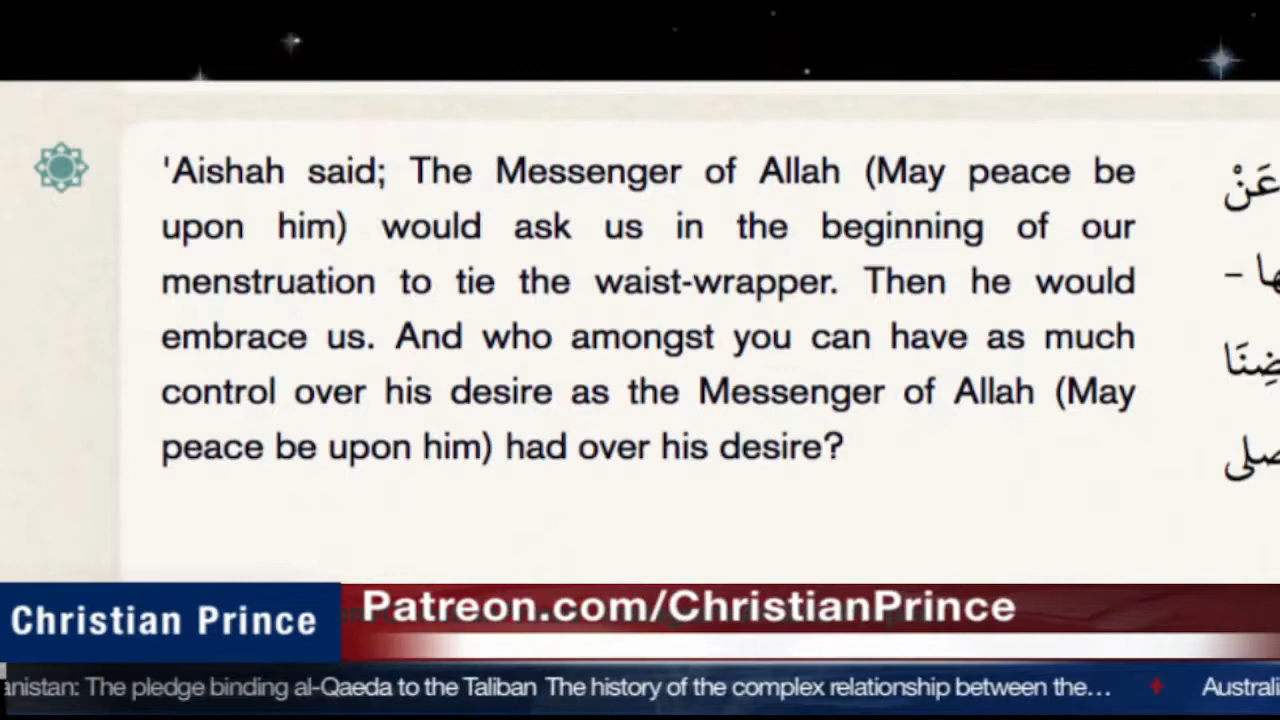 'Aishah said; The Messenger of Allah (May peace be
upon him) would ask us in the beginning of our
menstruation to tie the waist-wrapper. Then he would
embrace us. And who amongst you can have as much
control over his desire as the Messenger of Allah (May
peace be upon him) had over his desire?
عَنْ
Christian Prince
Patreon.com/ChristianPrince
anistan: The pledge binding al-Qaeda to the Taliban The history of the complex relationship between the... Australi